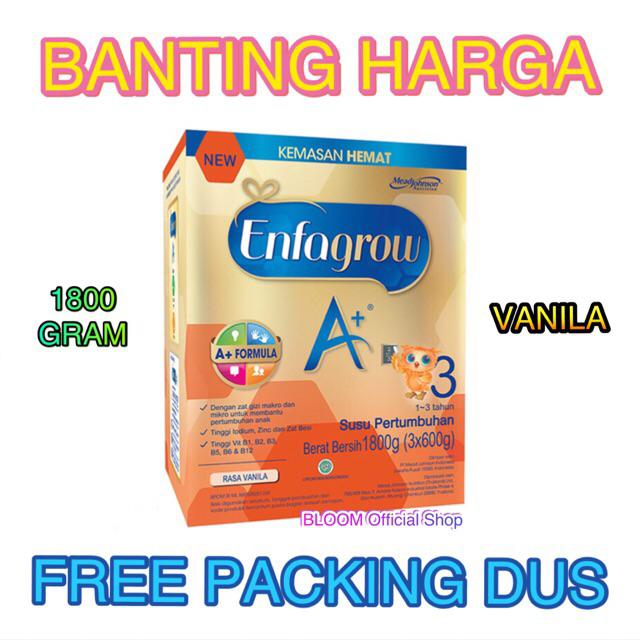 BANTING HARGA
NEW
KEMASAN HEMAT
MeadJohnson
Nutrition
Enfagrow
A+®
1800
GRAM
VANILA
A+ FORMULA
3
1-3 tahun
Susu Pertumbuhan
Berat Bersih 1800g (3x600g)
Dengan zat gizi makro dan
mikro untuk membantu
pertumbuhan anak
Tinggi Iodium, Zinc dan Zat Besi
Tinggi Vit B1, B2, B3,
B5, B6 & B12
RASA VANILA
BLOOM Official Shop
FREE PACKING DUS